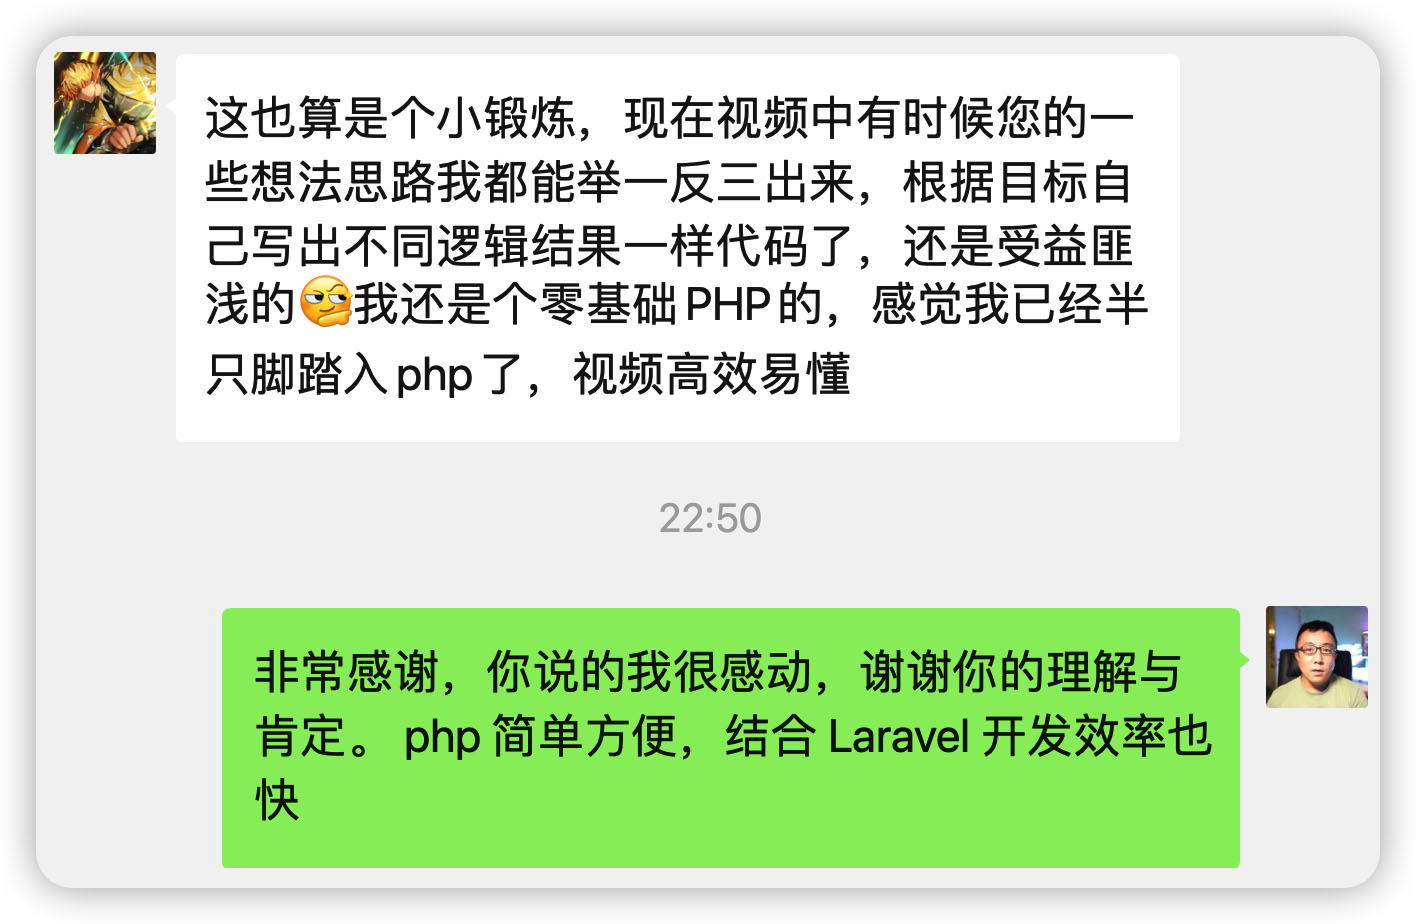 这也算是个小锻炼，现在视频中有时候您的一
些想法思路我都能举一反三出来，根据目标自
己写出不同逻辑结果一样代码了，还是受益匪
浅的🤔我还是个零基础PHP的，感觉我已经半
只脚踏入php了，视频高效易懂
22:50
非常感谢，你说的我很感动，谢谢你的理解与
肯定。 php 简单方便，结合 Laravel 开发效率也
快